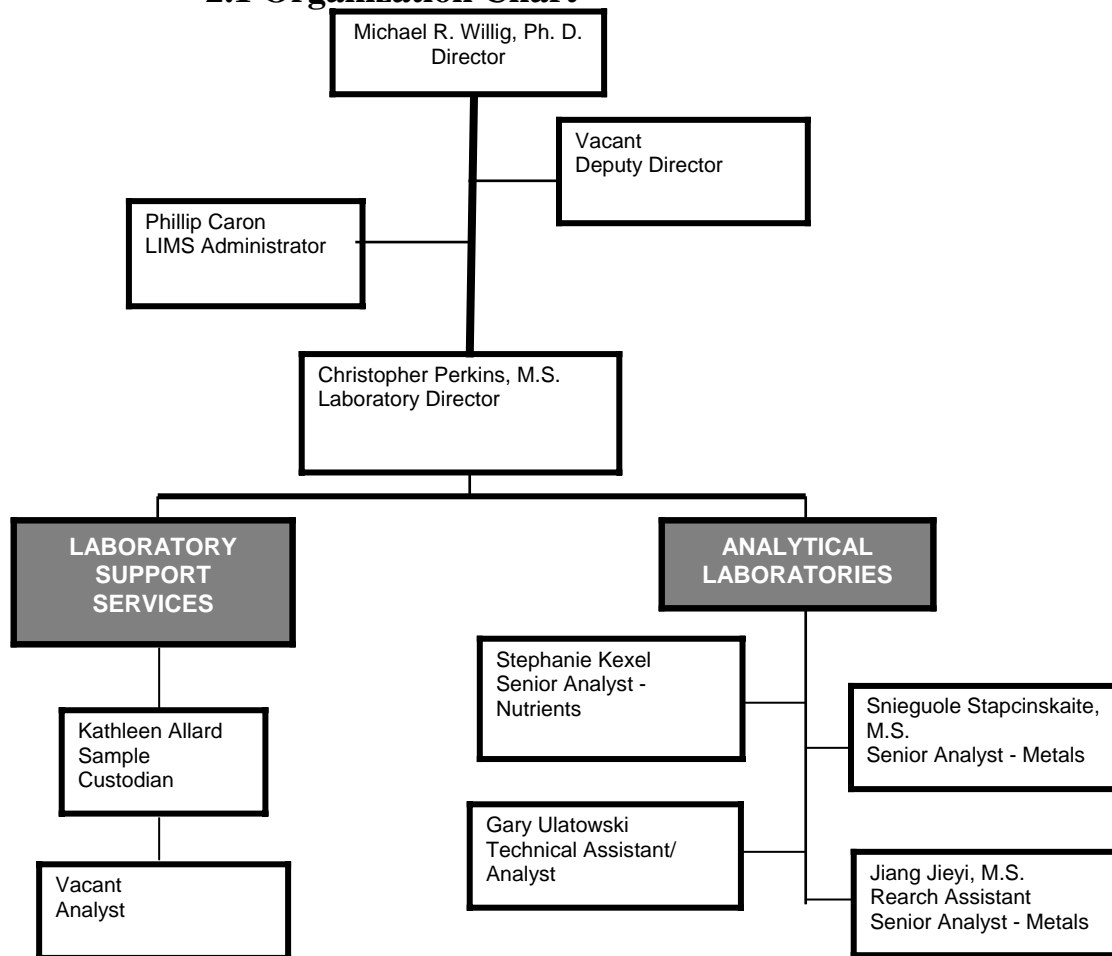 2.1 Organization Chart
Michael R. Willig, Ph. D.
Director
Vacant
Deputy Director
Phillip Caron
LIMS Administrator
Christopher Perkins, M.S.
Laboratory Director
LABORATORY
SUPPORT
SERVICES
ANALYTICAL
LABORATORIES
Kathleen Allard
Sample
Custodian
Vacant
Analyst
Stephanie Kexel
Senior Analyst -
Nutrients
Snieguole Stapcinskaite,
M.S.
Senior Analyst - Metals
Gary Ulatowski
Technical Assistant/
Analyst
Jiang Jieyi, M.S.
Rearch Assistant
Senior Analyst - Metals